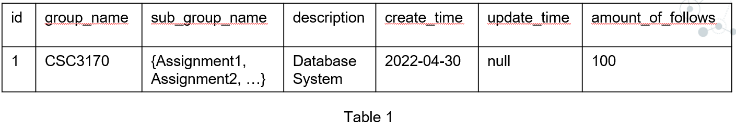 id group_name sub_group_name description create_time update_time amount_of_follows
1 CSC3170 {Assignment1, Database 2022-04-30 null 100
Assignment2, …} System
Table 1